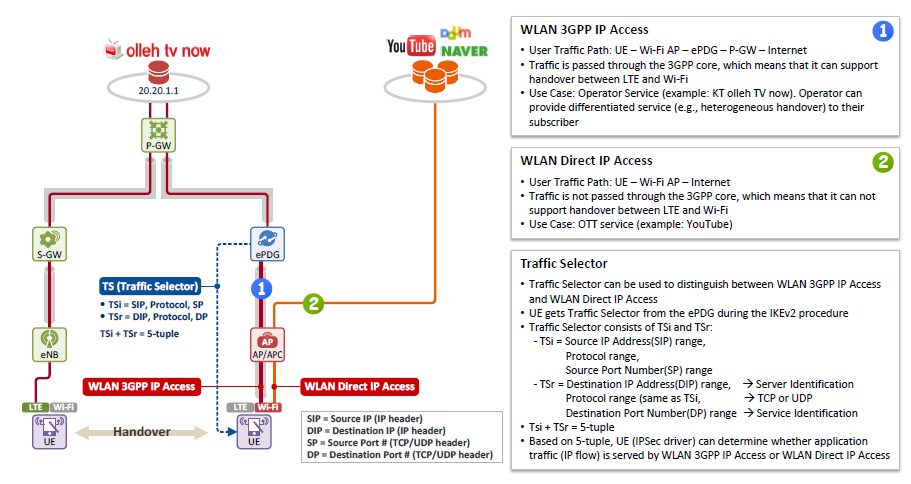 olleh tv now
20.20.1.1
YouTube
Daum
NAVER
P-GW
S-GW
ePDG
TS (Traffic Selector)
• TSi = SIP, Protocol, SP
• TSr = DIP, Protocol, DP
TSi + TSr = 5-tuple
1
2
eNB
AP
AP/APC
WLAN 3GPP IP Access
WLAN Direct IP Access
LTE Wi-Fi
UE
Handover
LTE Wi-Fi
UE
SIP = Source IP (IP header)
DIP = Destination IP (IP header)
SP = Source Port # (TCP/UDP header)
DP = Destination Port # (TCP/UDP header)
WLAN 3GPP IP Access
1
• User Traffic Path: UE – Wi-Fi AP – ePDG – P-GW – Internet
• Traffic is passed through the 3GPP core, which means that it can support
handover between LTE and Wi-Fi
• Use Case: Operator Service (example: KT olleh TV now). Operator can
provide differentiated service (e.g., heterogeneous handover) to their
subscriber
WLAN Direct IP Access
2
• User Traffic Path: UE – Wi-Fi AP – Internet
• Traffic is not passed through the 3GPP core, which means that it can not
support handover between LTE and Wi-Fi
• Use Case: OTT service (example: YouTube)
Traffic Selector
• Traffic Selector can be used to distinguish between WLAN 3GPP IP Access
and WLAN Direct IP Access
• UE gets Traffic Selector from the ePDG during the IKEv2 procedure
• Traffic Selector consists of TSi and TSr:
- TSi = Source IP Address(SIP) range,
Protocol range,
Source Port Number(SP) range
- TSr = Destination IP Address(DIP) range, → Server Identification
Protocol range (same as TSi, → TCP or UDP
Destination Port Number(DP) range → Service Identification
• Tsi + TSr = 5-tuple
• Based on 5-tuple, UE (IPSec driver) can determine whether application
traffic (IP flow) is served by WLAN 3GPP IP Access or WLAN Direct IP Access